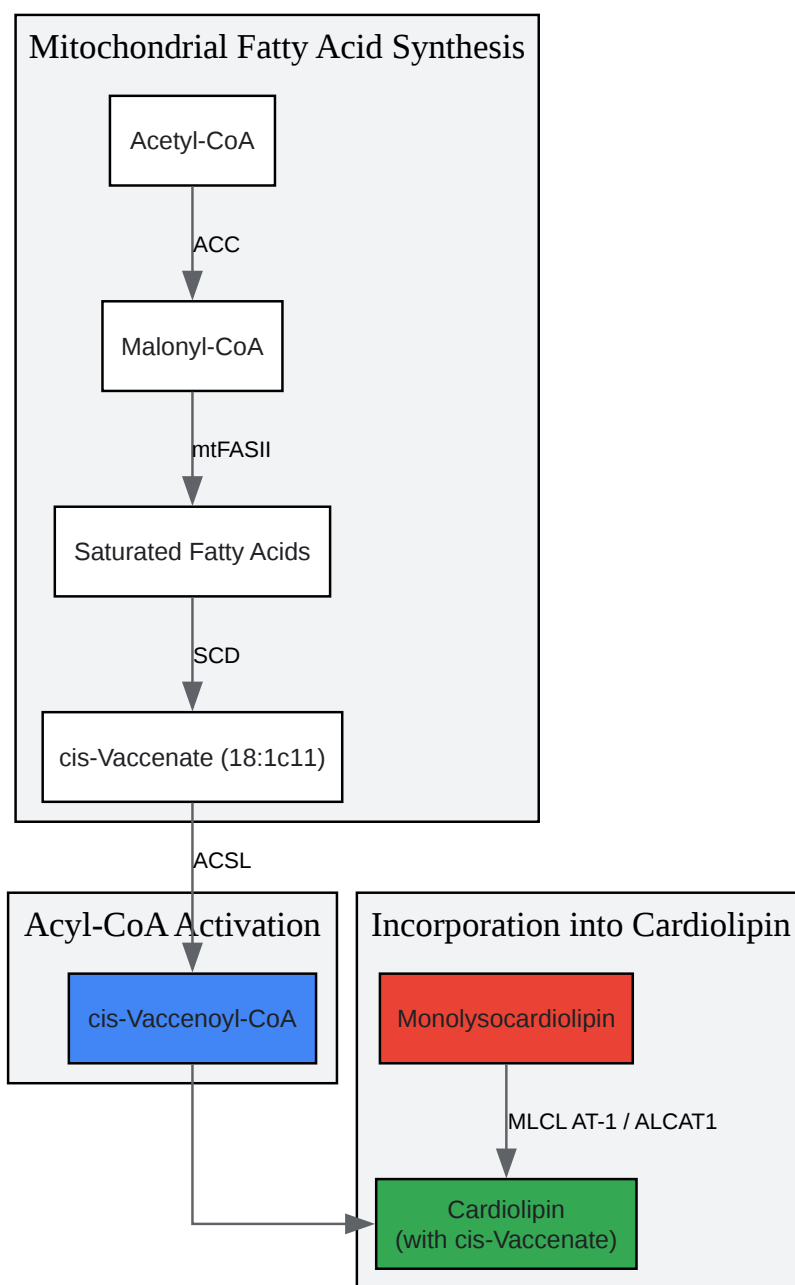 Mitochondrial Fatty Acid Synthesis
Acetyl-CoA
ACC
Malonyl-CoA
mtFASII
Saturated Fatty Acids
SCD
cis-Vaccenate (18:1c11)
ACSL
Acyl-CoA Activation
cis-Vaccenoyl-CoA
Incorporation into Cardiolipin
Monolysocardiolipin
MLCL AT-1 / ALCAT1
Cardiolipin
(with cis-Vaccenate)